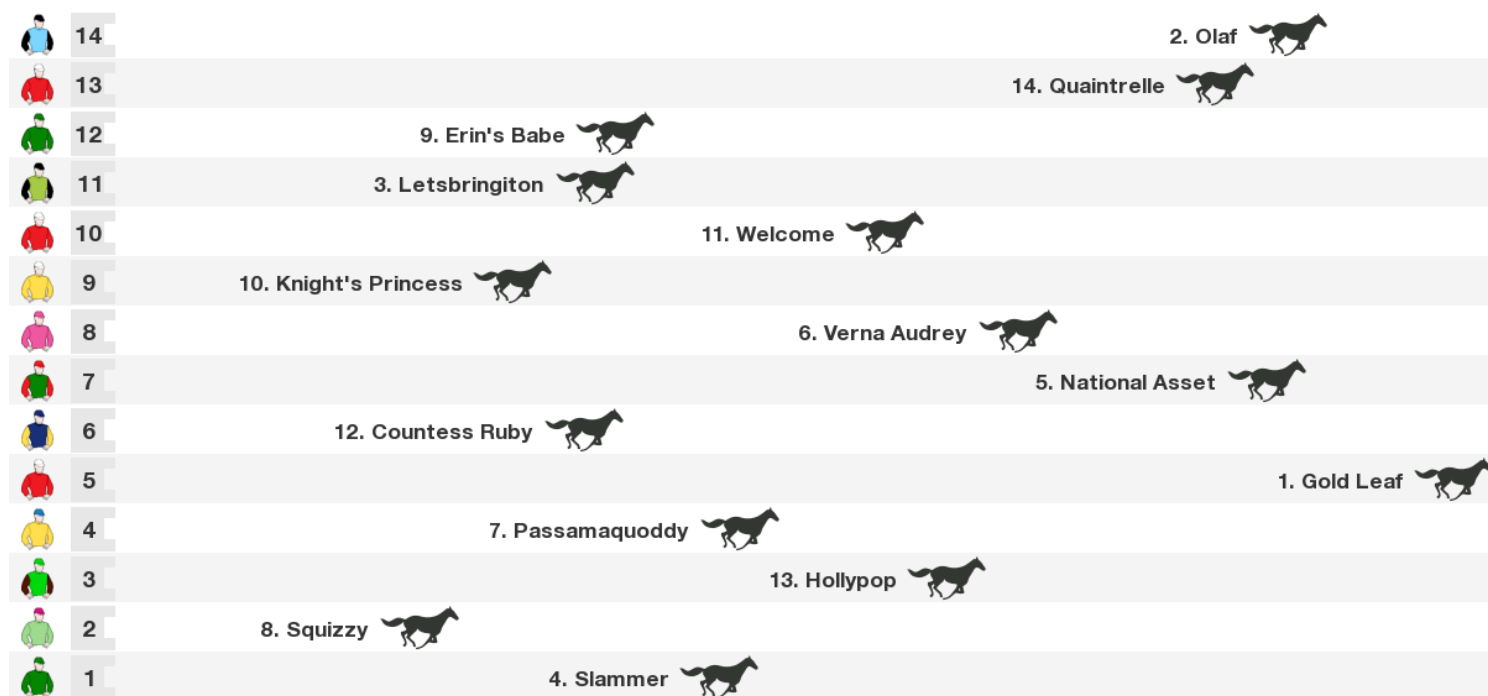 14 2. Olaf
13 14. Quaintrelle
12 9. Erin's Babe
11 3. Letsbringiton
10 11. Welcome
9 10. Knight's Princess
8 6. Verna Audrey
7 5. National Asset
6 12. Countess Ruby
5 1. Gold Leaf
4 7. Passamaquoddy
3 13. Hollypop
2 8. Squizzy
1 4. Slammer